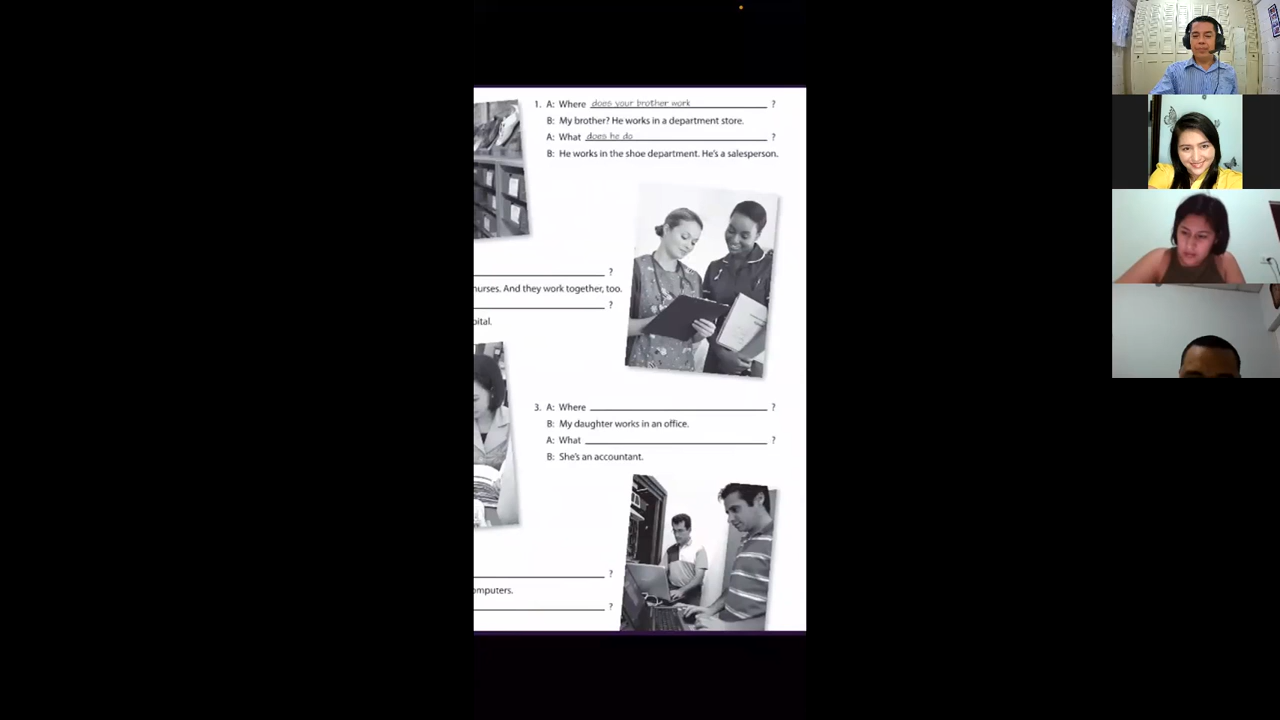 1. A: Where does your brother work ?
B: My brother? He works in a department store.
A: What does he do ?
B: He works in the shoe department. He's a salesperson.
?
nurses. And they work together, too.
?
pital.
3. A: Where ?
B: My daughter works in an office.
A: What ?
B: She's an accountant.
?
omputers.
?